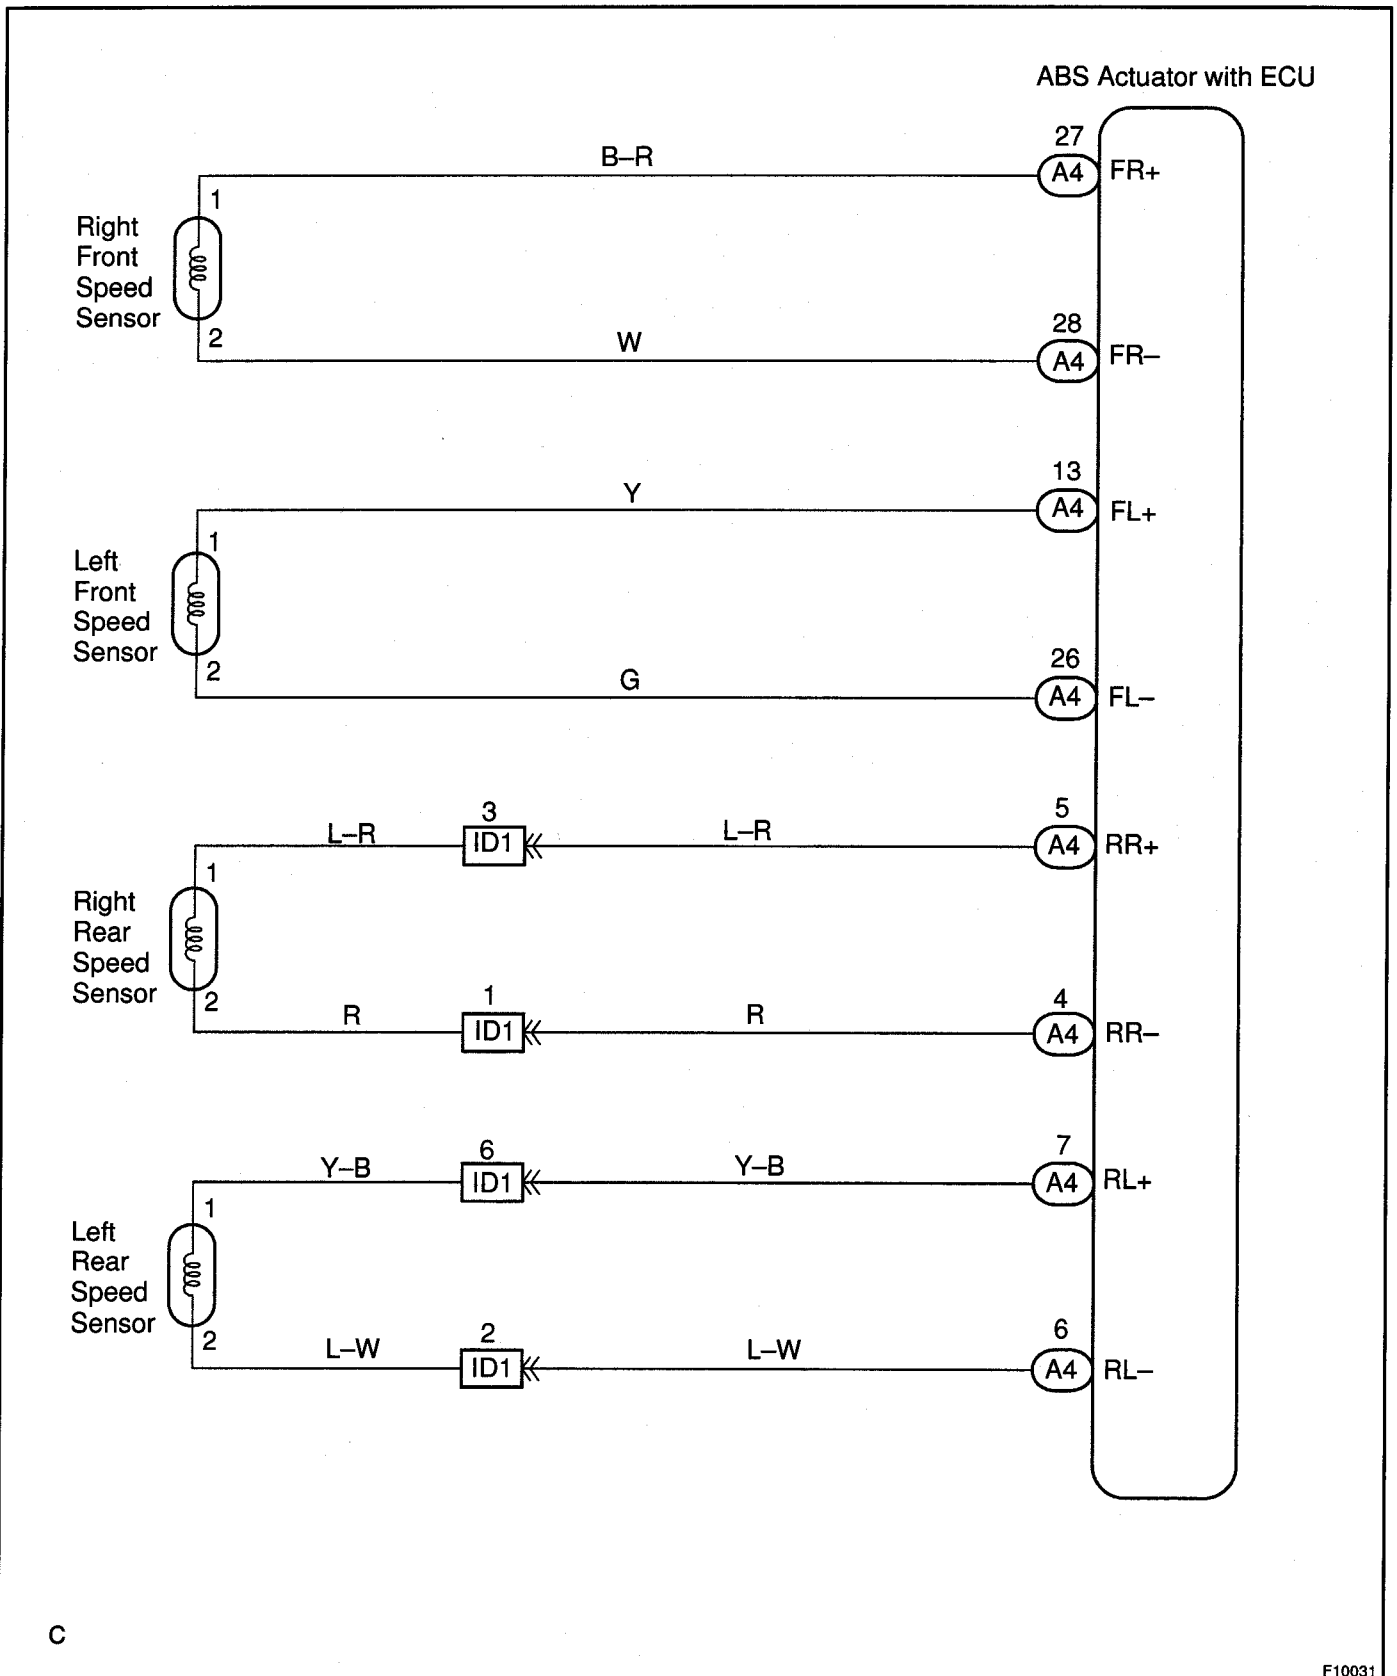 ABS Actuator with ECU
27
B–R
A4
FR+
1
Right
Front
Speed
Sensor
2
28
W
A4
FR–
13
Y
A4
FL+
1
Left
Front
Speed
Sensor
2
26
G
A4
FL–
3
5
L–R
ID1
L–R
A4
RR+
1
Right
Rear
Speed
Sensor
2
1
4
R
ID1
R
A4
RR–
6
7
Y–B
ID1
Y–B
A4
RL+
1
Left
Rear
Speed
Sensor
2
2
6
L–W
ID1
L–W
A4
RL–
C
F10031